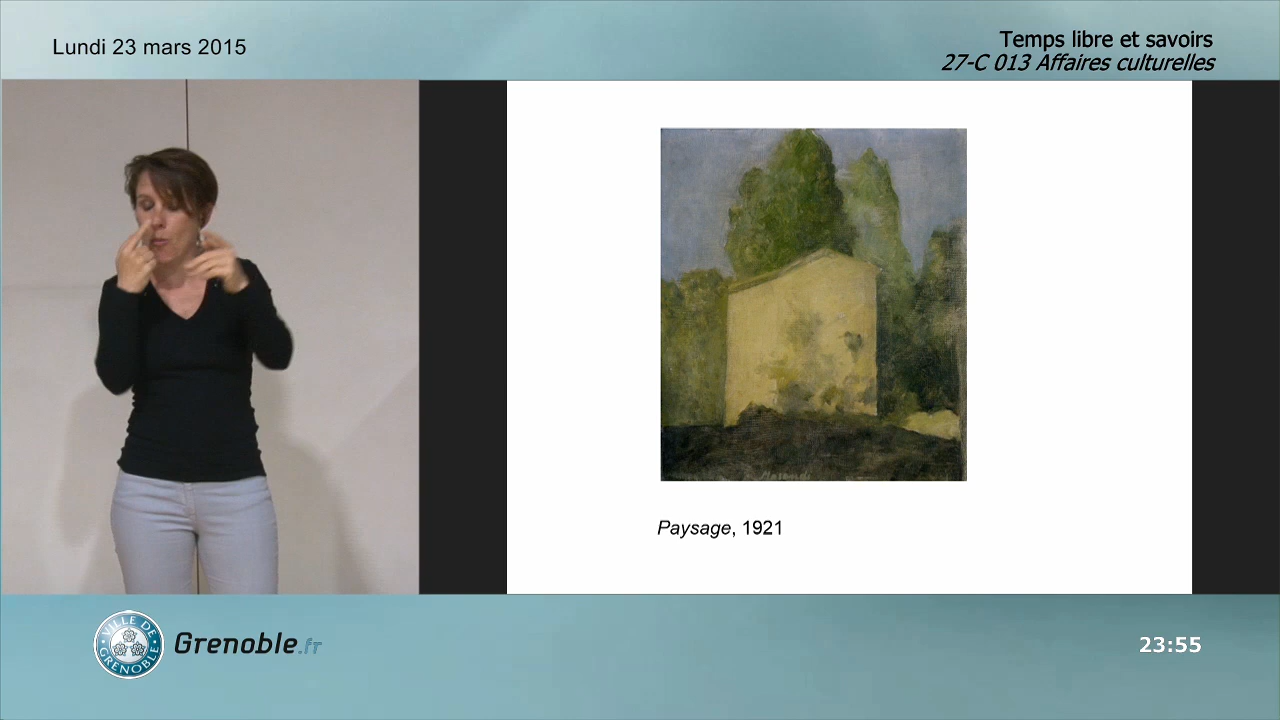 Lundi 23 mars 2015
Temps libre et savoirs
27-C 013 Affaires culturelles
Morandi
Paysage, 1921
VILLE DE GRENOBLE
Grenoble.fr
23:55